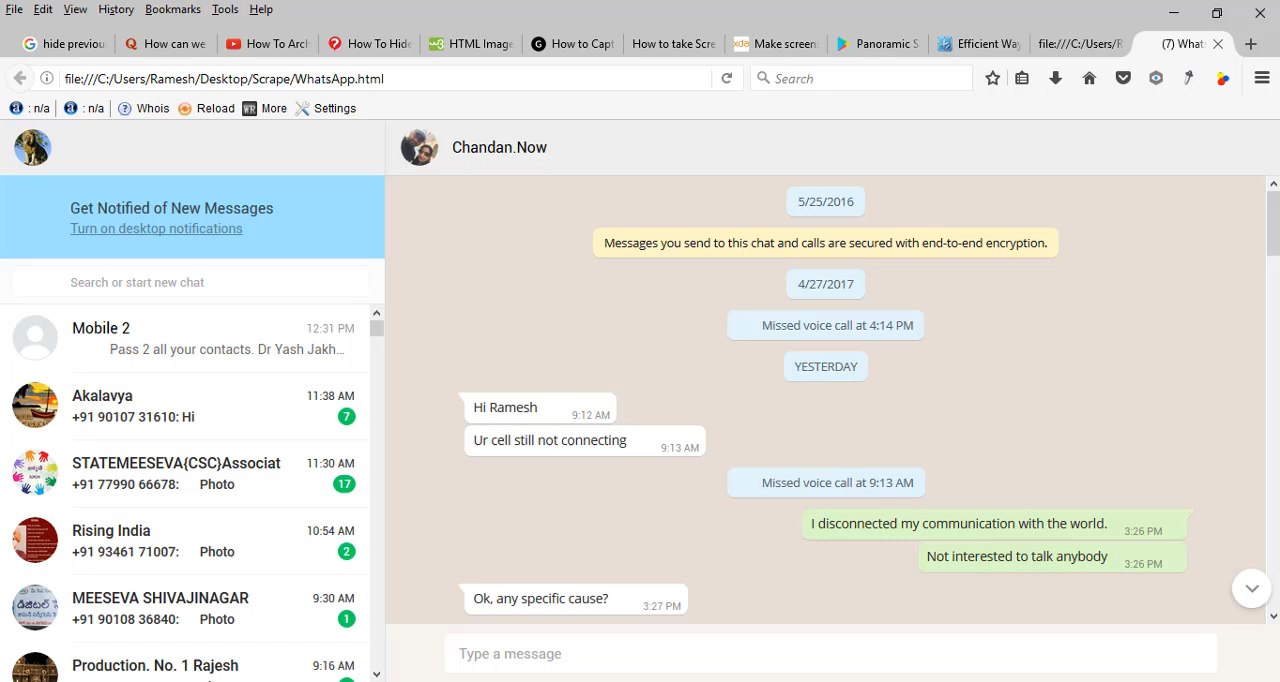 File Edit View History Bookmarks Tools Help
hide previou
How can we
How To Arch
How To Hide
HTML Image
How to Capt
How to take Scre
Make screen
Panoramic S
Efficient Way
file:///C:/Users/R
(7) Whats
file:///C:/Users/Ramesh/Desktop/Scrape/WhatsApp.html
Search
: n/a
: n/a
Whois
Reload
WR More
Settings
Chandan.Now
Get Notified of New Messages
Turn on desktop notifications
Search or start new chat
Mobile 2 12:31 PM
Pass 2 all your contacts. Dr Yash Jakh...
Akalavya 11:38 AM
+91 90107 31610: Hi 7
STATEMEESEVA{CSC}Associat 11:30 AM
+91 77990 66678: Photo 17
Rising India 10:54 AM
+91 93461 71007: Photo 2
MEESEVA SHIVAJINAGAR 9:30 AM
+91 90108 36840: Photo 1
Production. No. 1 Rajesh 9:16 AM
5/25/2016
Messages you send to this chat and calls are secured with end-to-end encryption.
4/27/2017
Missed voice call at 4:14 PM
YESTERDAY
Hi Ramesh 9:12 AM
Ur cell still not connecting 9:13 AM
Missed voice call at 9:13 AM
I disconnected my communication with the world. 3:26 PM
Not interested to talk anybody 3:26 PM
Ok, any specific cause? 3:27 PM
Type a message